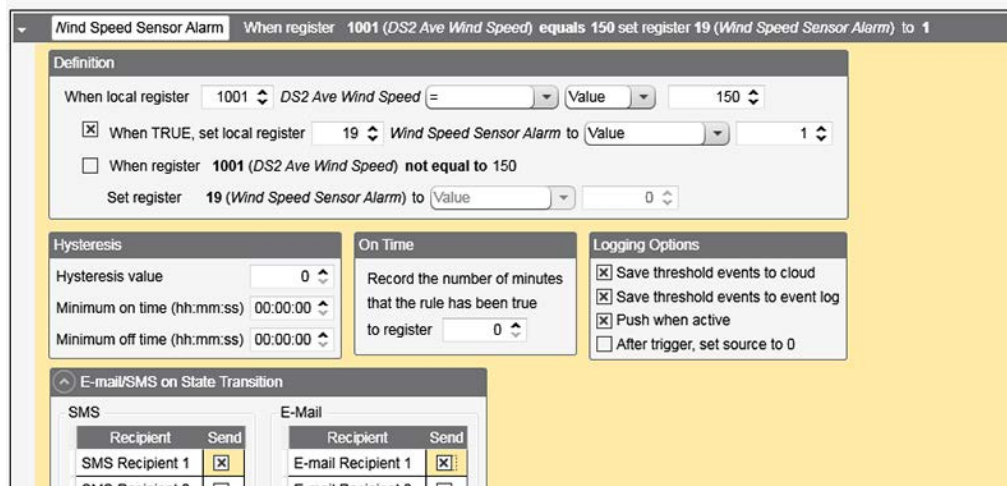 Wind Speed Sensor Alarm When register 1001 (DS2 Ave Wind Speed) equals 150 set register 19 (Wind Speed Sensor Alarm) to 1
Definition
When local register 1001 DS2 Ave Wind Speed = Value 150
When TRUE, set local register 19 Wind Speed Sensor Alarm to Value 1
When register 1001 (DS2 Ave Wind Speed) not equal to 150
Set register 19 (Wind Speed Sensor Alarm) to Value 0
Hysteresis
Hysteresis value 0
Minimum on time (hh:mm:ss) 00:00:00
Minimum off time (hh:mm:ss) 00:00:00
On Time
Record the number of minutes
that the rule has been true
to register 0
Logging Options
Save threshold events to cloud
Save threshold events to event log
Push when active
After trigger, set source to 0
E-mail/SMS on State Transition
SMS
Recipient Send
SMS Recipient 1
E-Mail
Recipient Send
E-mail Recipient 1